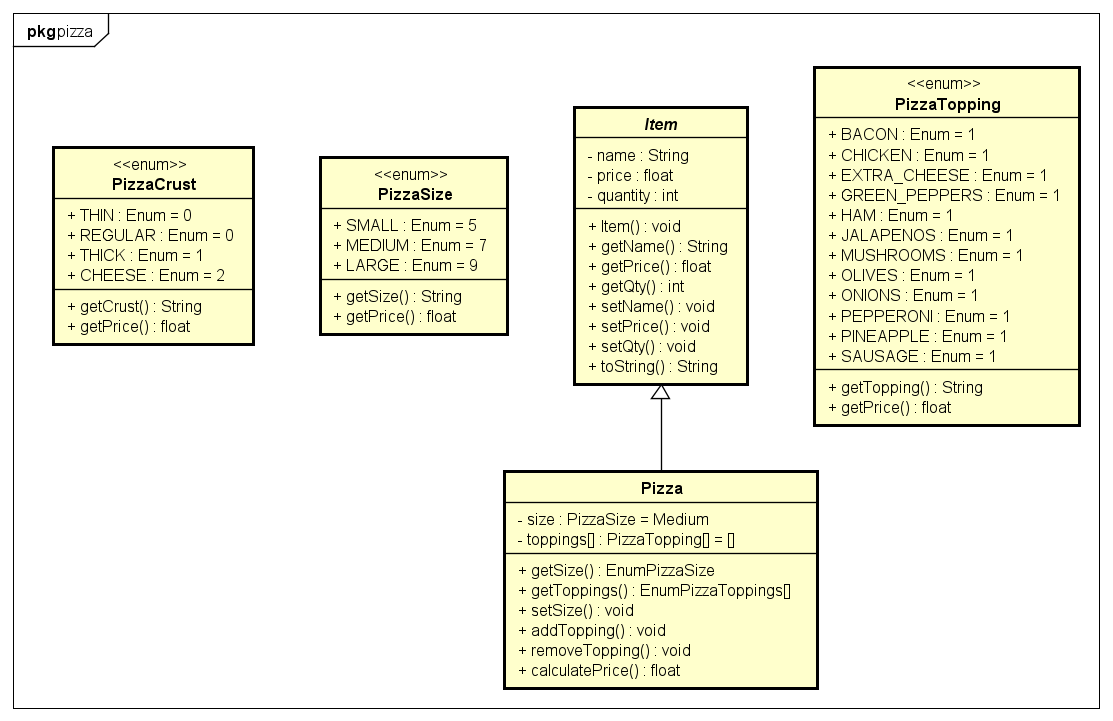 pkg pizza
<<enum>>
PizzaCrust
+ THIN : Enum = 0
+ REGULAR : Enum = 0
+ THICK : Enum = 1
+ CHEESE : Enum = 2
+ getCrust() : String
+ getPrice() : float
<<enum>>
PizzaSize
+ SMALL : Enum = 5
+ MEDIUM : Enum = 7
+ LARGE : Enum = 9
+ getSize() : String
+ getPrice() : float
Item
- name : String
- price : float
- quantity : int
+ Item() : void
+ getName() : String
+ getPrice() : float
+ getQty() : int
+ setName() : void
+ setPrice() : void
+ setQty() : void
+ toString() : String
<<enum>>
PizzaTopping
+ BACON : Enum = 1
+ CHICKEN : Enum = 1
+ EXTRA_CHEESE : Enum = 1
+ GREEN_PEPPERS : Enum = 1
+ HAM : Enum = 1
+ JALAPENOS : Enum = 1
+ MUSHROOMS : Enum = 1
+ OLIVES : Enum = 1
+ ONIONS : Enum = 1
+ PEPPERONI : Enum = 1
+ PINEAPPLE : Enum = 1
+ SAUSAGE : Enum = 1
+ getTopping() : String
+ getPrice() : float
Pizza
- size : PizzaSize = Medium
- toppings[] : PizzaTopping[] = []
+ getSize() : EnumPizzaSize
+ getToppings() : EnumPizzaToppings[]
+ setSize() : void
+ addTopping() : void
+ removeTopping() : void
+ calculatePrice() : float